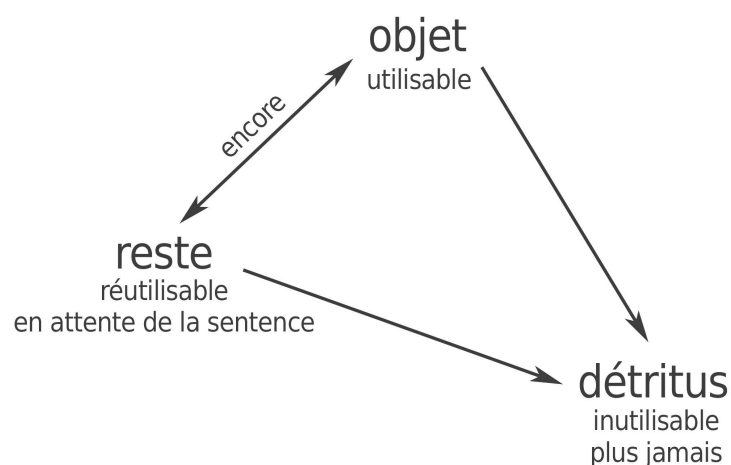 objet
utilisable
encore
reste
réutilisable
en attente de la sentence
détritus
inutilisable
plus jamais